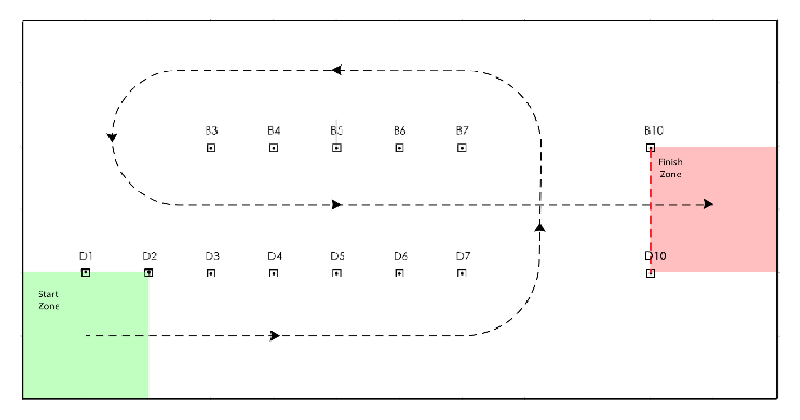 B3 B4 B5 B6 B7 B10
Finish
Zone
D1 D2 D3 D4 D5 D6 D7 D10
Start
Zone